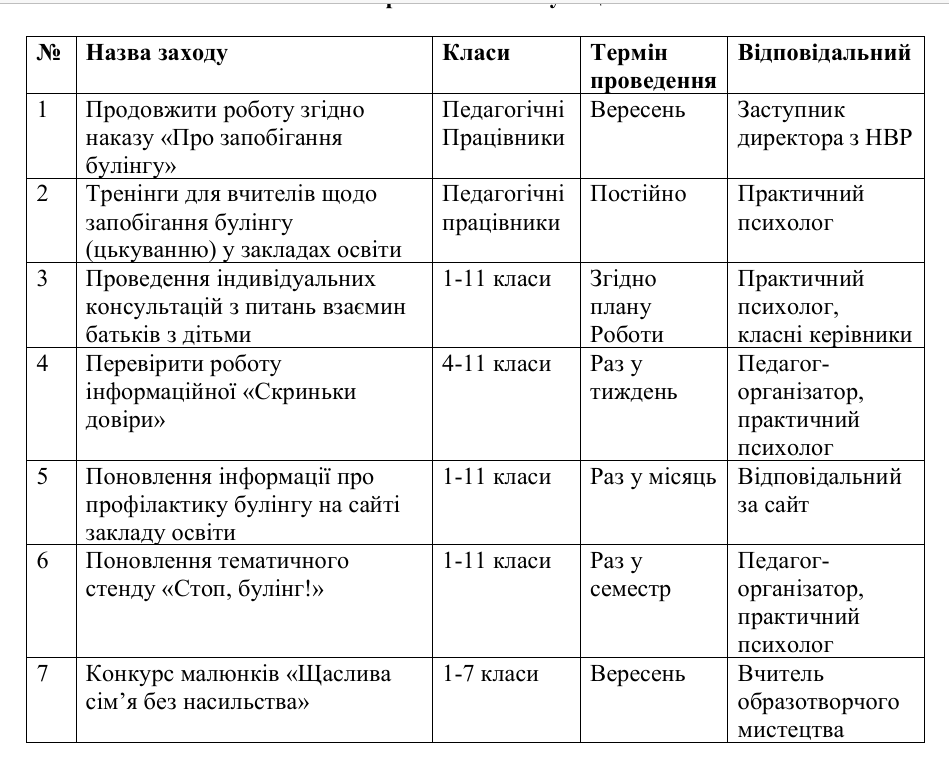 № Назва заходу Класи Термін проведення Відповідальний
1 Продовжити роботу згідно наказу «Про запобігання булінгу» Педагогічні Працівники Вересень Заступник директора з НВР
2 Тренінги для вчителів щодо запобігання булінгу (цькуванню) у закладах освіти Педагогічні працівники Постійно Практичний психолог
3 Проведення індивідуальних консультацій з питань взаємин батьків з дітьми 1-11 класи Згідно плану Роботи Практичний психолог, класні керівники
4 Перевірити роботу інформаційної «Скриньки довіри» 4-11 класи Раз у тиждень Педагог-організатор, практичний психолог
5 Поновлення інформації про профілактику булінгу на сайті закладу освіти 1-11 класи Раз у місяць Відповідальний за сайт
6 Поновлення тематичного стенду «Стоп, булінг!» 1-11 класи Раз у семестр Педагог-організатор, практичний психолог
7 Конкурс малюнків «Щаслива сім’я без насильства» 1-7 класи Вересень Вчитель образотворчого мистецтва